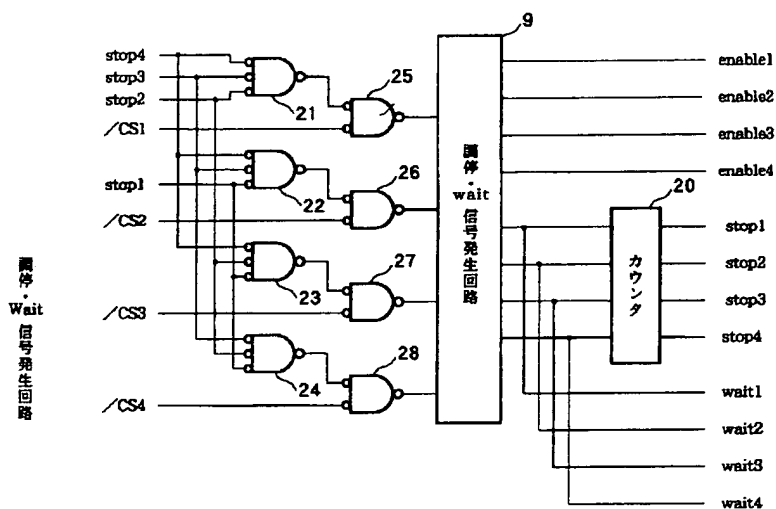 9
stop4
stop3
stop2
/CS1
21
25
enable1
enable2
enable3
enable4
stop1
/CS2
22
26
調停・wait信号発生回路
20
カウンタ
stop1
stop2
stop3
stop4
調停・Wait信号発生回路
/CS3
23
27
/CS4
24
28
wait1
wait2
wait3
wait4